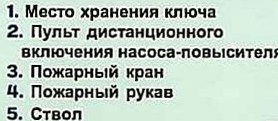 1. Место хранения ключа
2. Пульт дистанционного
включения насоса-повысителя
3. Пожарный кран
4. Пожарный рукав
5. Ствол